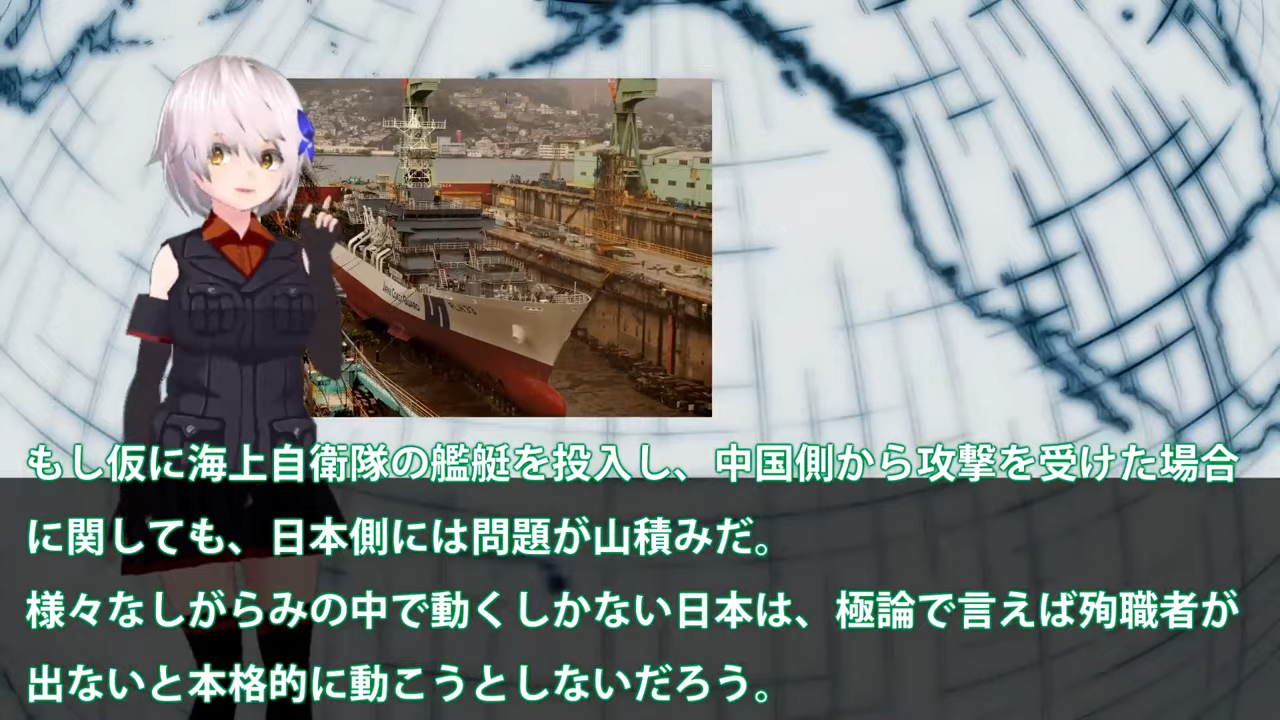 JAPAN COAST GUARD
PLH33
もし仮に海上自衛隊の艦艇を投入し、中国側から攻撃を受けた場合
に関しても、日本側には問題が山積みだ。
様々なしがらみの中で動くしかない日本は、極論で言えば殉職者が
出ないと本格的に動こうとしないだろう。